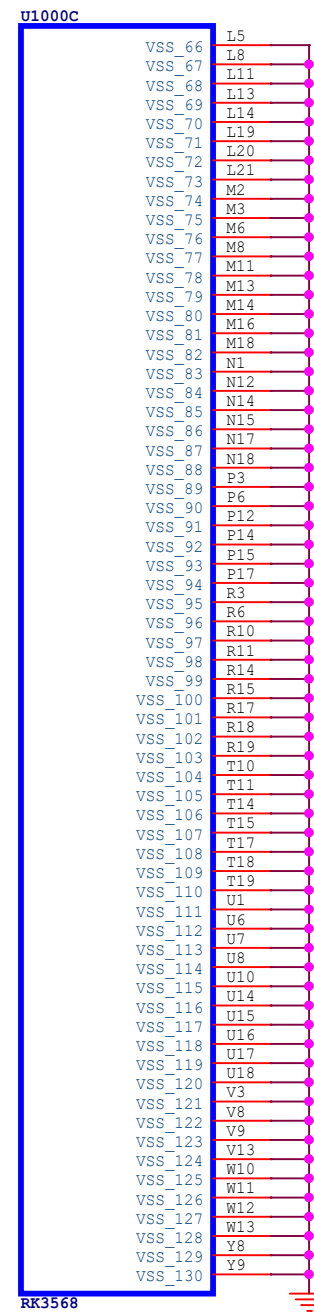 U1000C
VSS_66 L5
VSS_67 L8
VSS_68 L11
VSS_69 L13
VSS_70 L14
VSS_71 L19
VSS_72 L20
VSS_73 L21
VSS_74 M2
VSS_75 M3
VSS_76 M6
VSS_77 M8
VSS_78 M11
VSS_79 M13
VSS_80 M14
VSS_81 M16
VSS_82 M18
VSS_83 N1
VSS_84 N12
VSS_85 N14
VSS_86 N15
VSS_87 N17
VSS_88 N18
VSS_89 P3
VSS_90 P6
VSS_91 P12
VSS_92 P14
VSS_93 P15
VSS_94 P17
VSS_95 R3
VSS_96 R6
VSS_97 R10
VSS_98 R11
VSS_99 R14
VSS_100 R15
VSS_101 R17
VSS_102 R18
VSS_103 R19
VSS_104 T10
VSS_105 T11
VSS_106 T14
VSS_107 T15
VSS_108 T17
VSS_109 T18
VSS_110 T19
VSS_111 U1
VSS_112 U6
VSS_113 U7
VSS_114 U8
VSS_115 U10
VSS_116 U14
VSS_117 U15
VSS_118 U16
VSS_119 U17
VSS_120 U18
VSS_121 V3
VSS_122 V8
VSS_123 V9
VSS_124 V13
VSS_125 W10
VSS_126 W11
VSS_127 W12
VSS_128 W13
VSS_129 Y8
VSS_130 Y9
RK3568